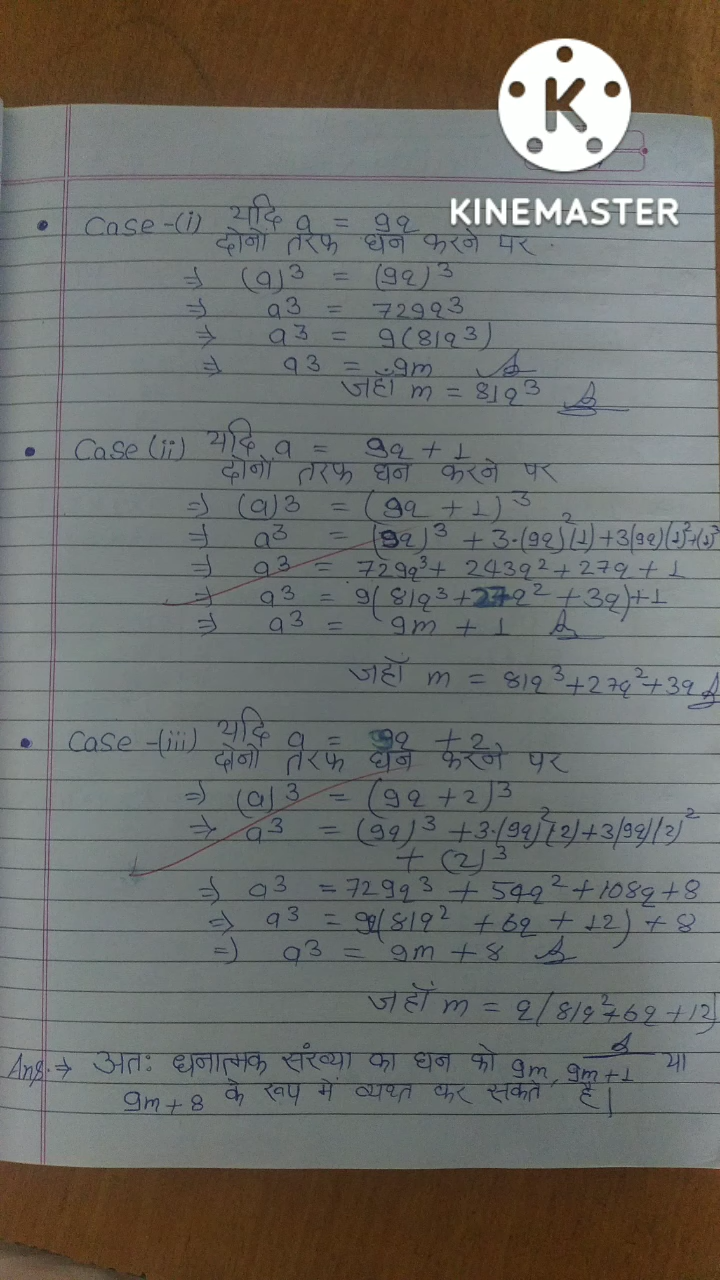 KINEMASTER
• Case-(i) यदि a = 9q
दोनों तरफ घन करने पर.
⇒ (a)³ = (9q)³
⇒ a³ = 729q³
⇒ a³ = 9(81q³)
⇒ a³ = 9m
जहाँ m = 81q³
• Case (ii) यदि a = 9q + 1
दोनों तरफ घन करने पर
⇒ (a)³ = (9q + 1)³
⇒ a³ = (9q)³ + 3·(9q)²(1)+3(9q)(1)²+(1)³
⇒ a³ = 729q³+ 243q²+27q + 1
⇒ a³ = 9(81q³+27q² + 3q)+1
⇒ a³ = 9m + 1
जहाँ m = 81q³+27q²+3q
• Case -(iii) यदि a = 9q + 2
दोनों तरफ घन करने पर
⇒ (a)³ = (9q +2)³
⇒ a³ = (9q)³ +3·(9q)²(2)+3(9q)(2)²
+ (2)³
⇒ a³ = 729q³ + 54q² +108q+8
⇒ a³ = 9q(81q² + 6q + 12) + 8
⇒ a³ = 9m + 8
जहाँ m = q(81q²+6q +12)
Ans.→ अतः धनात्मक संख्या का घन को 9m, 9m+1 या
9m+8 के रूप में व्यक्त कर सकते हैं।